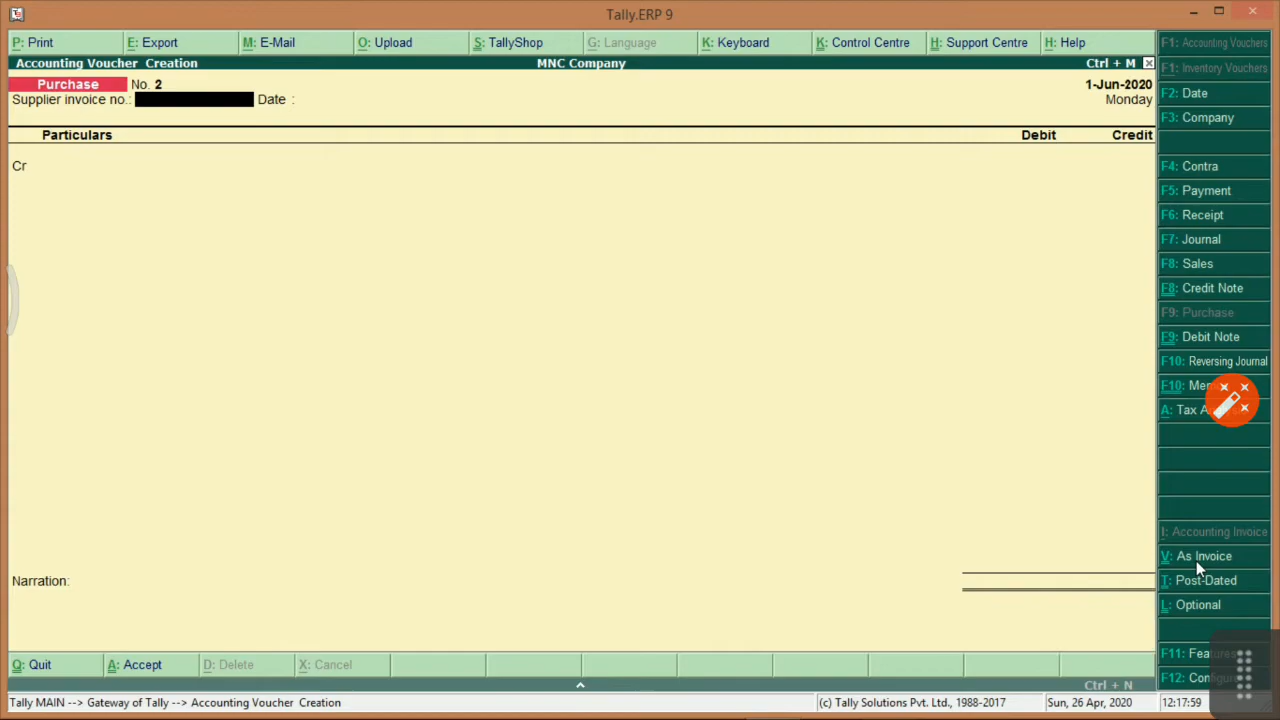 Tally.ERP 9
P: Print E: Export M: E-Mail O: Upload S: TallyShop G: Language K: Keyboard K: Control Centre H: Support Centre H: Help
Accounting Voucher Creation MNC Company Ctrl + M
Purchase No. 2 1-Jun-2020
Supplier invoice no.: Date : Monday
Particulars Debit Credit
Cr
Narration:
F1: Accounting Vouchers
F1: Inventory Vouchers
F2: Date
F3: Company
F4: Contra
F5: Payment
F6: Receipt
F7: Journal
F8: Sales
F8: Credit Note
F9: Purchase
F9: Debit Note
F10: Reversing Journal
F10:
A: Tax
I: Accounting Invoice
V: As Invoice
T: Post-Dated
L: Optional
F11:
F12:
Q: Quit A: Accept D: Delete X: Cancel
Ctrl + N
Tally MAIN --> Gateway of Tally --> Accounting Voucher Creation (c) Tally Solutions Pvt. Ltd., 1988-2017 Sun, 26 Apr, 2020 12:17:59